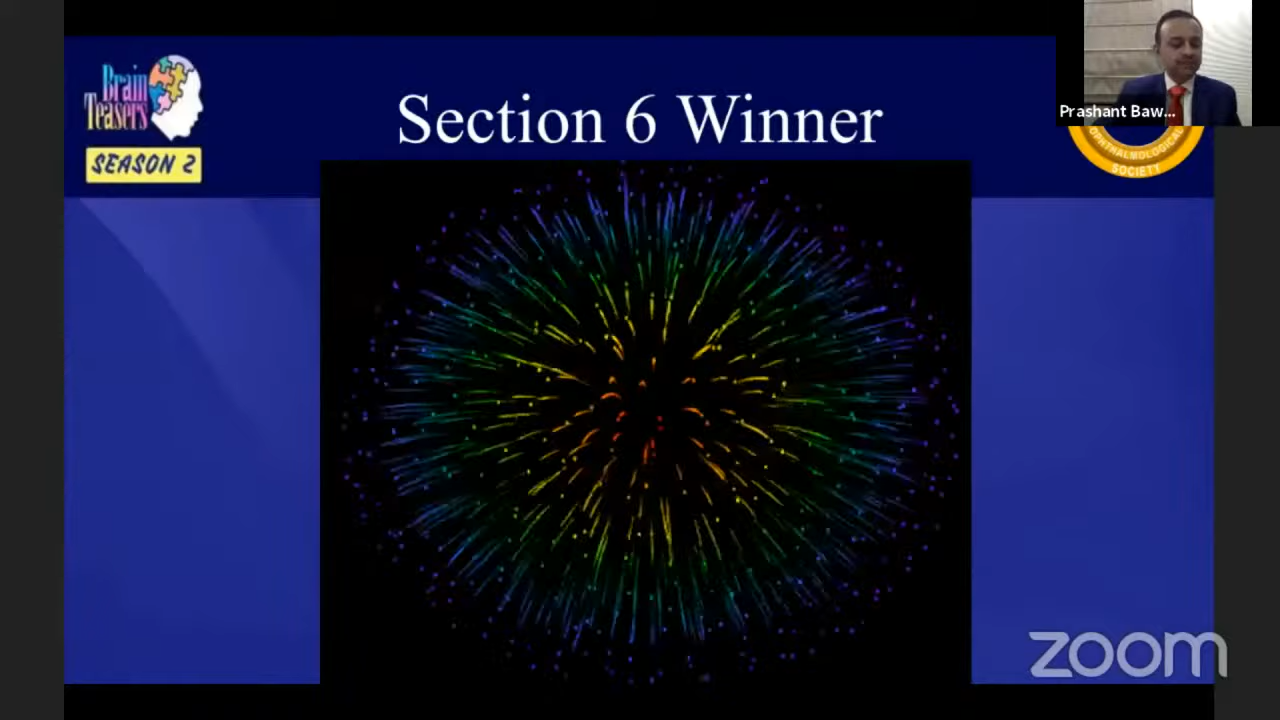 Brain
Teasers
SEASON 2
Section 6 Winner
Prashant Baw...
OPHTHALMOLOGICAL
SOCIETY
zoom